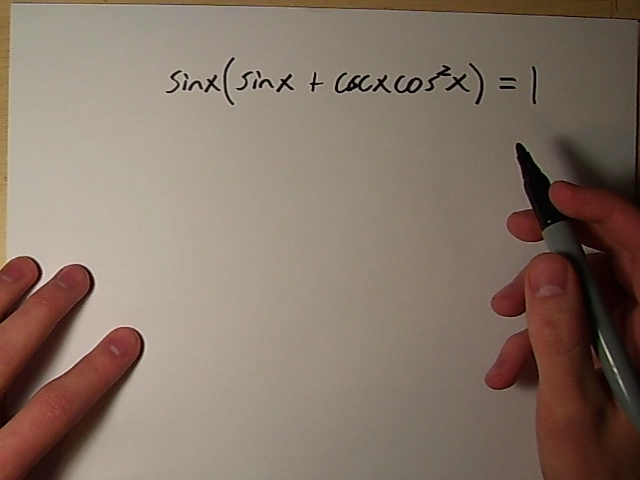 sinx(sinx + cscxcos²x) = 1